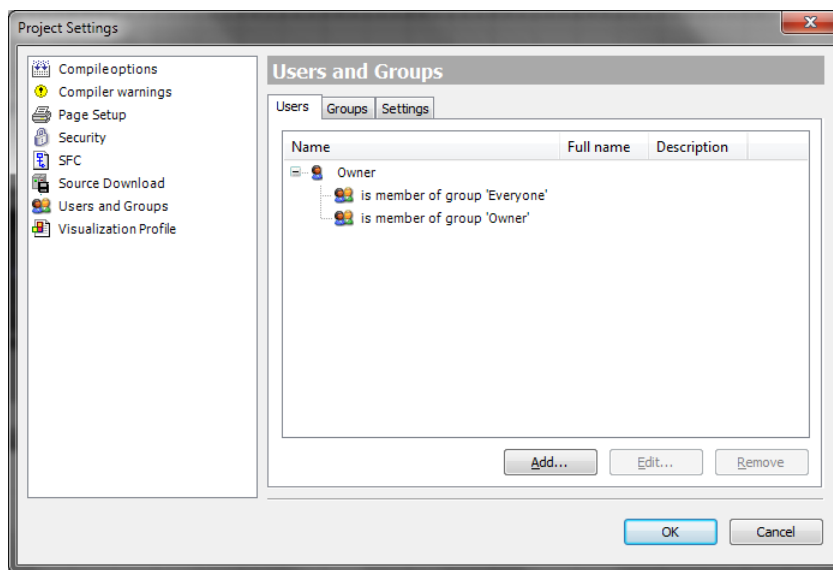 Project Settings
Compileoptions
Compiler warnings
Page Setup
Security
SFC
Source Download
Users and Groups
Visualization Profile
Users and Groups
Users Groups Settings
Name Full name Description
Owner
is member of group 'Everyone'
is member of group 'Owner'
Add... Edit... Remove
OK Cancel